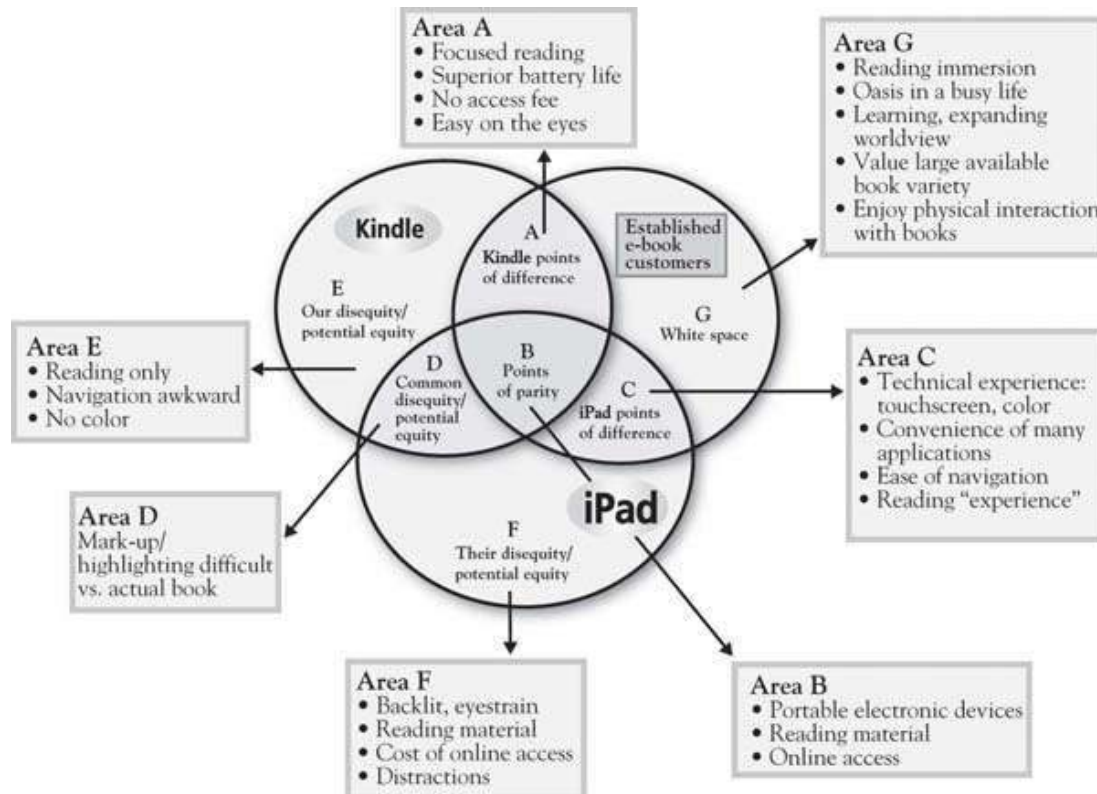 Area A
• Focused reading
• Superior battery life
• No access fee
• Easy on the eyes
Area G
• Reading immersion
• Oasis in a busy life
• Learning, expanding
worldview
• Value large available
book variety
• Enjoy physical interaction
with books
Kindle
A
Kindle points
of difference
Established
e-book
customers
E
Our disequity/
potential equity
G
White space
D
Common
disequity/
potential
equity
B
Points
of parity
C
iPad points
of difference
iPad
F
Their disequity/
potential equity
Area E
• Reading only
• Navigation awkward
• No color
Area C
• Technical experience:
touchscreen, color
• Convenience of many
applications
• Ease of navigation
• Reading “experience”
Area D
Mark-up/
highlighting difficult
vs. actual book
Area F
• Backlit, eyestrain
• Reading material
• Cost of online access
• Distractions
Area B
• Portable electronic devices
• Reading material
• Online access